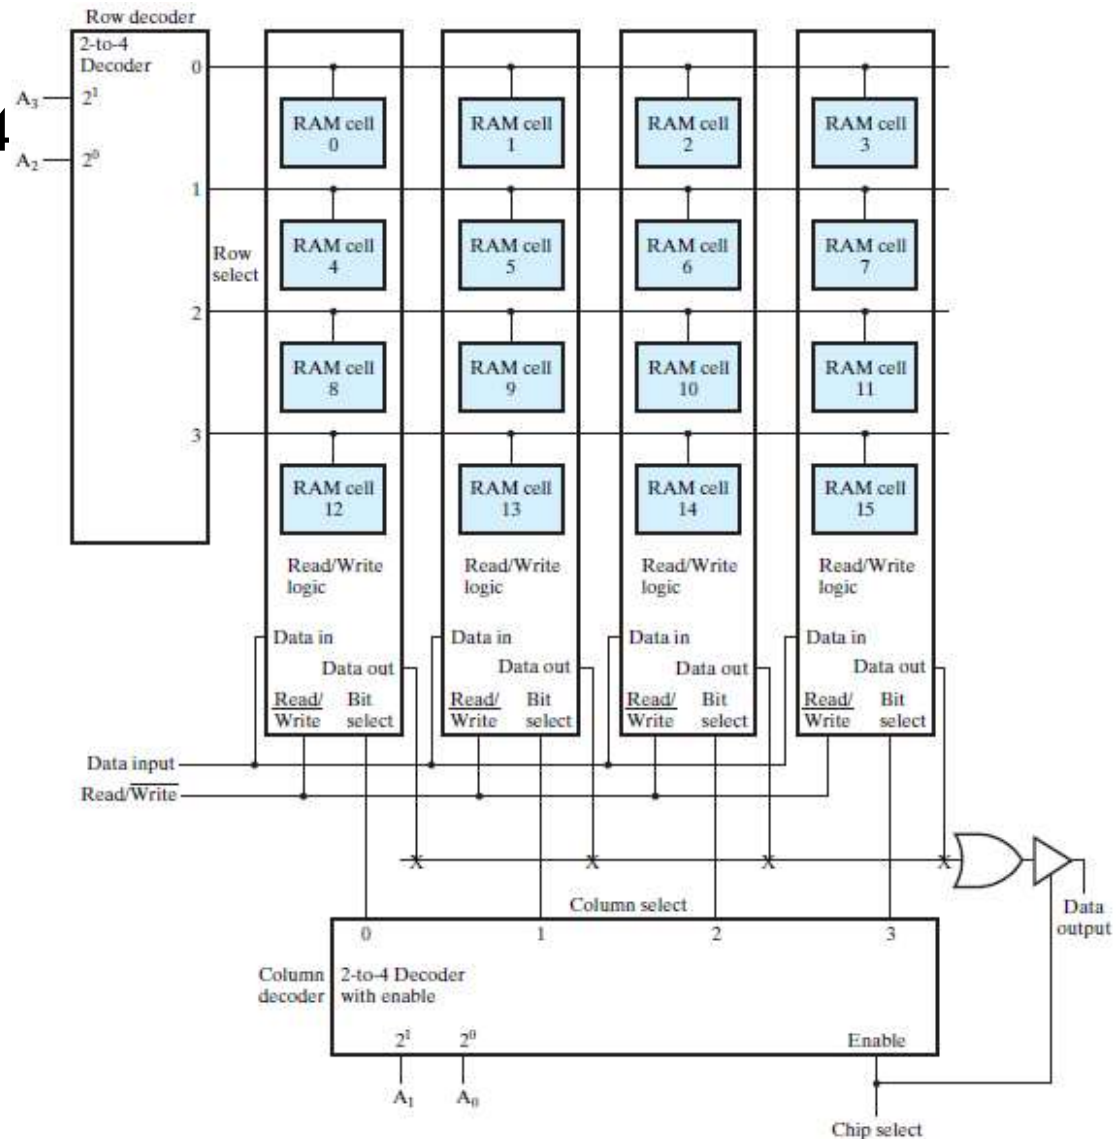 Row decoder
2-to-4
Decoder
0
A₃
2¹
4
A₂
2⁰
RAM cell
0
RAM cell
1
RAM cell
2
RAM cell
3
1
Row
select
RAM cell
4
RAM cell
5
RAM cell
6
RAM cell
7
2
RAM cell
8
RAM cell
9
RAM cell
10
RAM cell
11
3
RAM cell
12
RAM cell
13
RAM cell
14
RAM cell
15
Read/Write
logic
Read/Write
logic
Read/Write
logic
Read/Write
logic
Data in
Data in
Data in
Data in
Data out
Data out
Data out
Data out
Read/
Write
Bit
select
Read/
Write
Bit
select
Read/
Write
Bit
select
Read/
Write
Bit
select
Data input
Read/W̅r̅i̅t̅e̅
X
X
X
X
Data
output
Column select
0
1
2
3
Column
decoder
2-to-4 Decoder
with enable
2¹
2⁰
Enable
A₁
A₀
Chip select